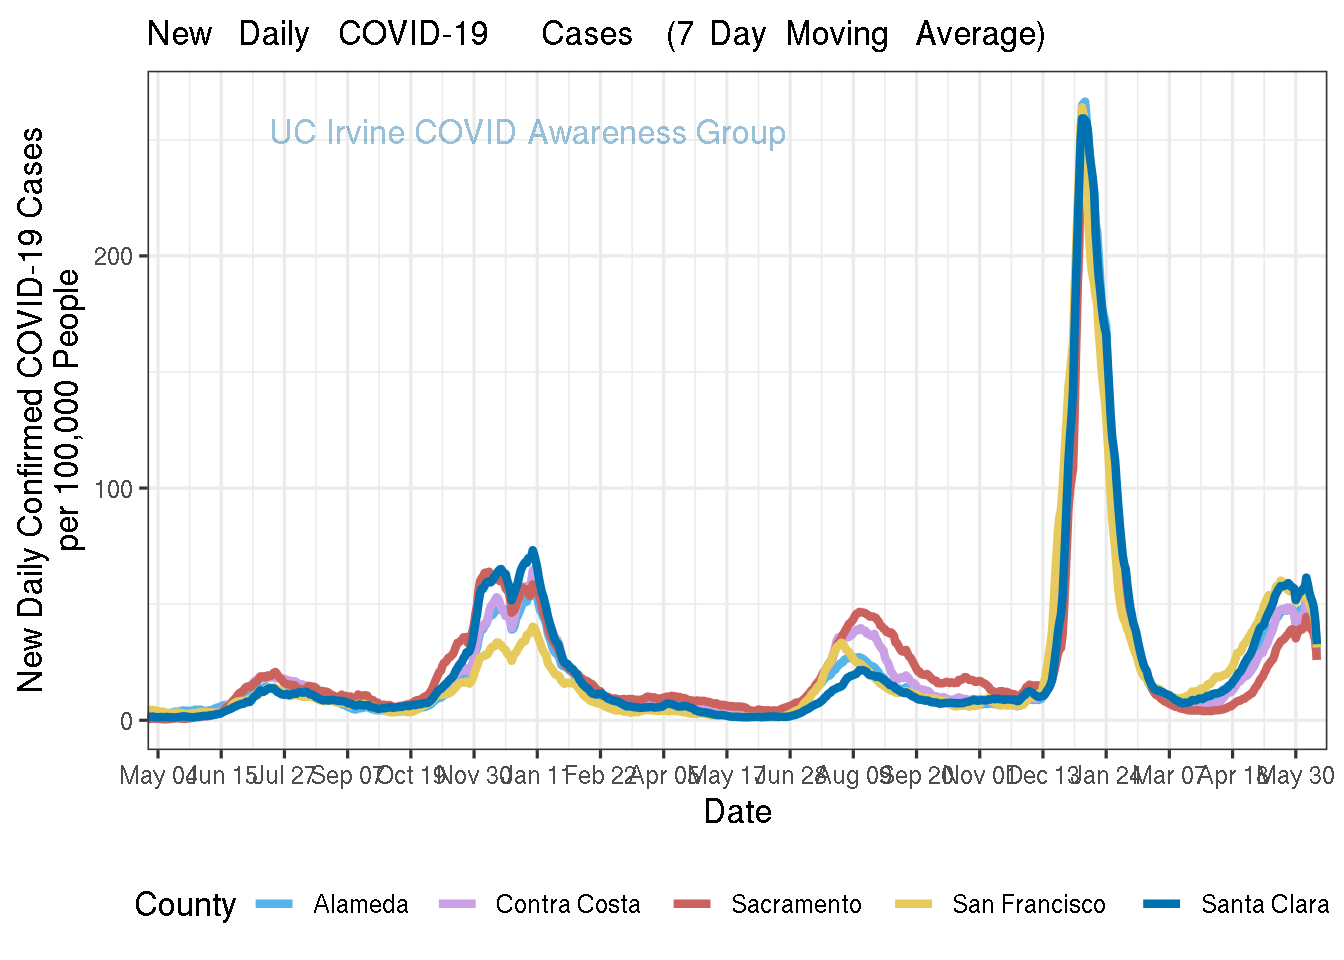 New Daily COVID-19 Cases (7 Day Moving Average)
UC Irvine COVID Awareness Group
New Daily Confirmed COVID-19 Cases
per 100,000 People
200
100
0
May 04 Jun 15 Jul 27 Sep 07 Oct 19 Nov 30 Jan 11 Feb 22 Apr 05 May 17 Jun 28 Aug 09 Sep 20 Nov 01 Dec 13 Jan 24 Mar 07 Apr 18 May 30
Date
County Alameda Contra Costa Sacramento San Francisco Santa Clara